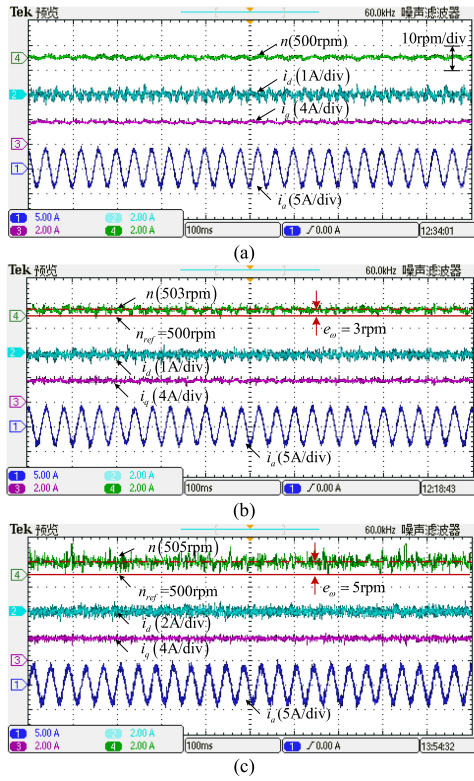 Tek 预览 60.0kHz 噪声滤波器
n(500rpm)
10rpm/div
4
i_d(1A/div)
2
i_q(4A/div)
3
1
i_a(5A/div)
1 5.00 A 2 2.00 A
3 2.00 A 4 2.00 A
100ms
1 0.00 A
12:34:01
(a)
Tek 预览 60.0kHz 噪声滤波器
n(503rpm)
4
n_ref=500rpm
e_ω = 3rpm
2
i_d(1A/div)
i_q(4A/div)
3
1
i_a(5A/div)
1 5.00 A 2 2.00 A
3 2.00 A 4 2.00 A
100ms
1 0.00 A
12:18:43
(b)
Tek 预览 60.0kHz 噪声滤波器
n(505rpm)
4
n_ref=500rpm
e_ω = 5rpm
2
i_d(2A/div)
i_q(4A/div)
3
1
i_a(5A/div)
1 5.00 A 2 2.00 A
3 2.00 A 4 2.00 A
100ms
1 0.00 A
13:54:32
(c)